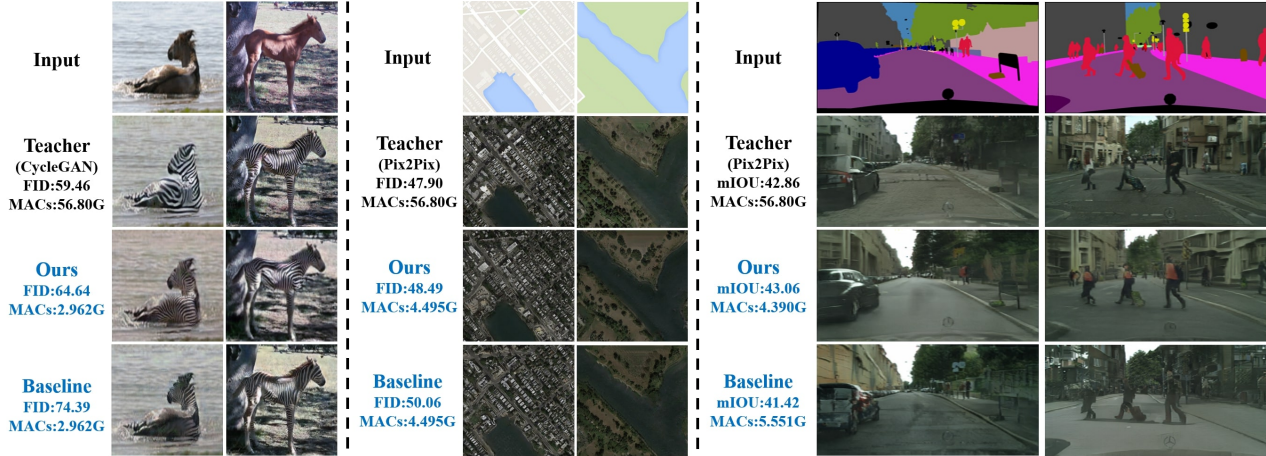 Input
Teacher
(CycleGAN)
FID:59.46
MACs:56.80G
Ours
FID:64.64
MACs:2.962G
Baseline
FID:74.39
MACs:2.962G
Input
Teacher
(Pix2Pix)
FID:47.90
MACs:56.80G
Ours
FID:48.49
MACs:4.495G
Baseline
FID:50.06
MACs:4.495G
Input
Teacher
(Pix2Pix)
mIOU:42.86
MACs:56.80G
Ours
mIOU:43.06
MACs:4.390G
Baseline
mIOU:41.42
MACs:5.551G